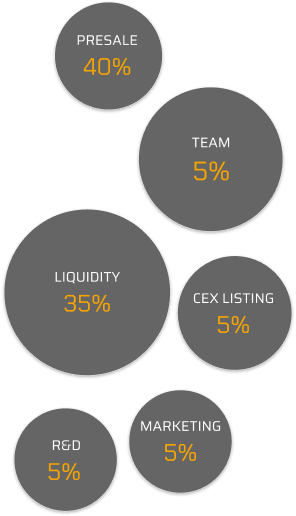 PRESALE
40%
TEAM
5%
LIQUIDITY
35%
CEX LISTING
5%
MARKETING
5%
R&D
5%